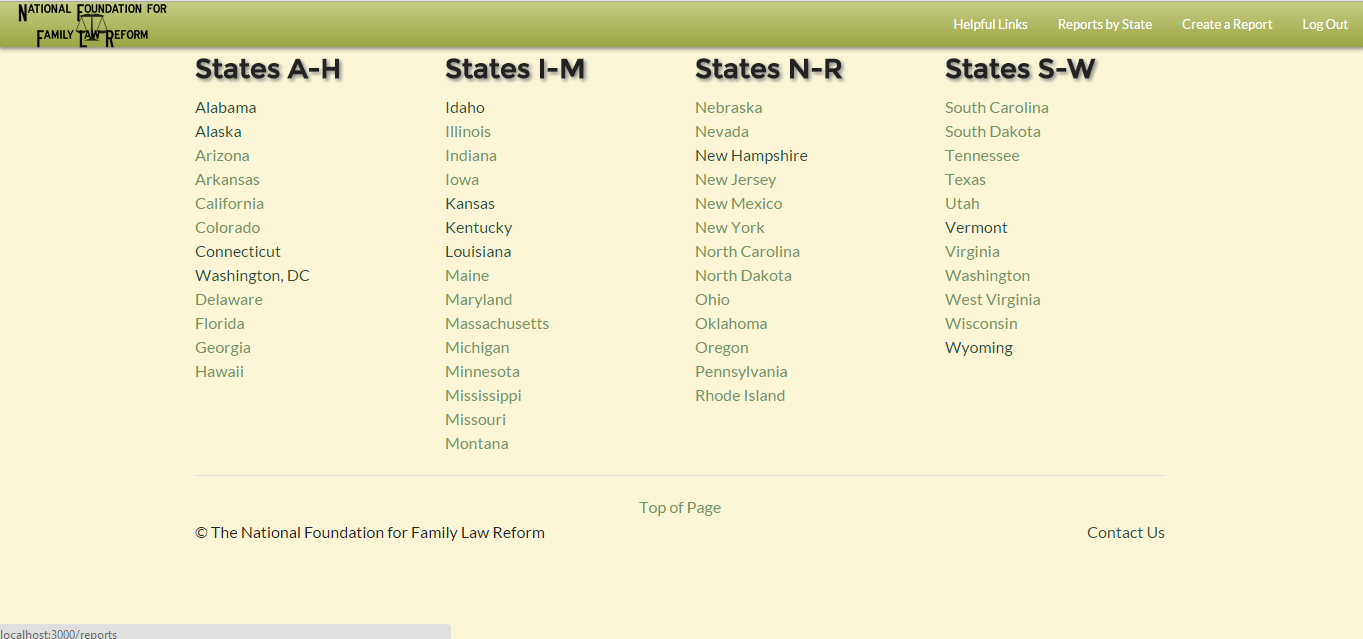 NATIONAL FOUNDATION FOR
FAMILY LAW REFORM
Helpful Links Reports by State Create a Report Log Out
States A-H
Alabama
Alaska
Arizona
Arkansas
California
Colorado
Connecticut
Washington, DC
Delaware
Florida
Georgia
Hawaii
States I-M
Idaho
Illinois
Indiana
Iowa
Kansas
Kentucky
Louisiana
Maine
Maryland
Massachusetts
Michigan
Minnesota
Mississippi
Missouri
Montana
States N-R
Nebraska
Nevada
New Hampshire
New Jersey
New Mexico
New York
North Carolina
North Dakota
Ohio
Oklahoma
Oregon
Pennsylvania
Rhode Island
States S-W
South Carolina
South Dakota
Tennessee
Texas
Utah
Vermont
Virginia
Washington
West Virginia
Wisconsin
Wyoming
Top of Page
© The National Foundation for Family Law Reform Contact Us
localhost:3000/reports